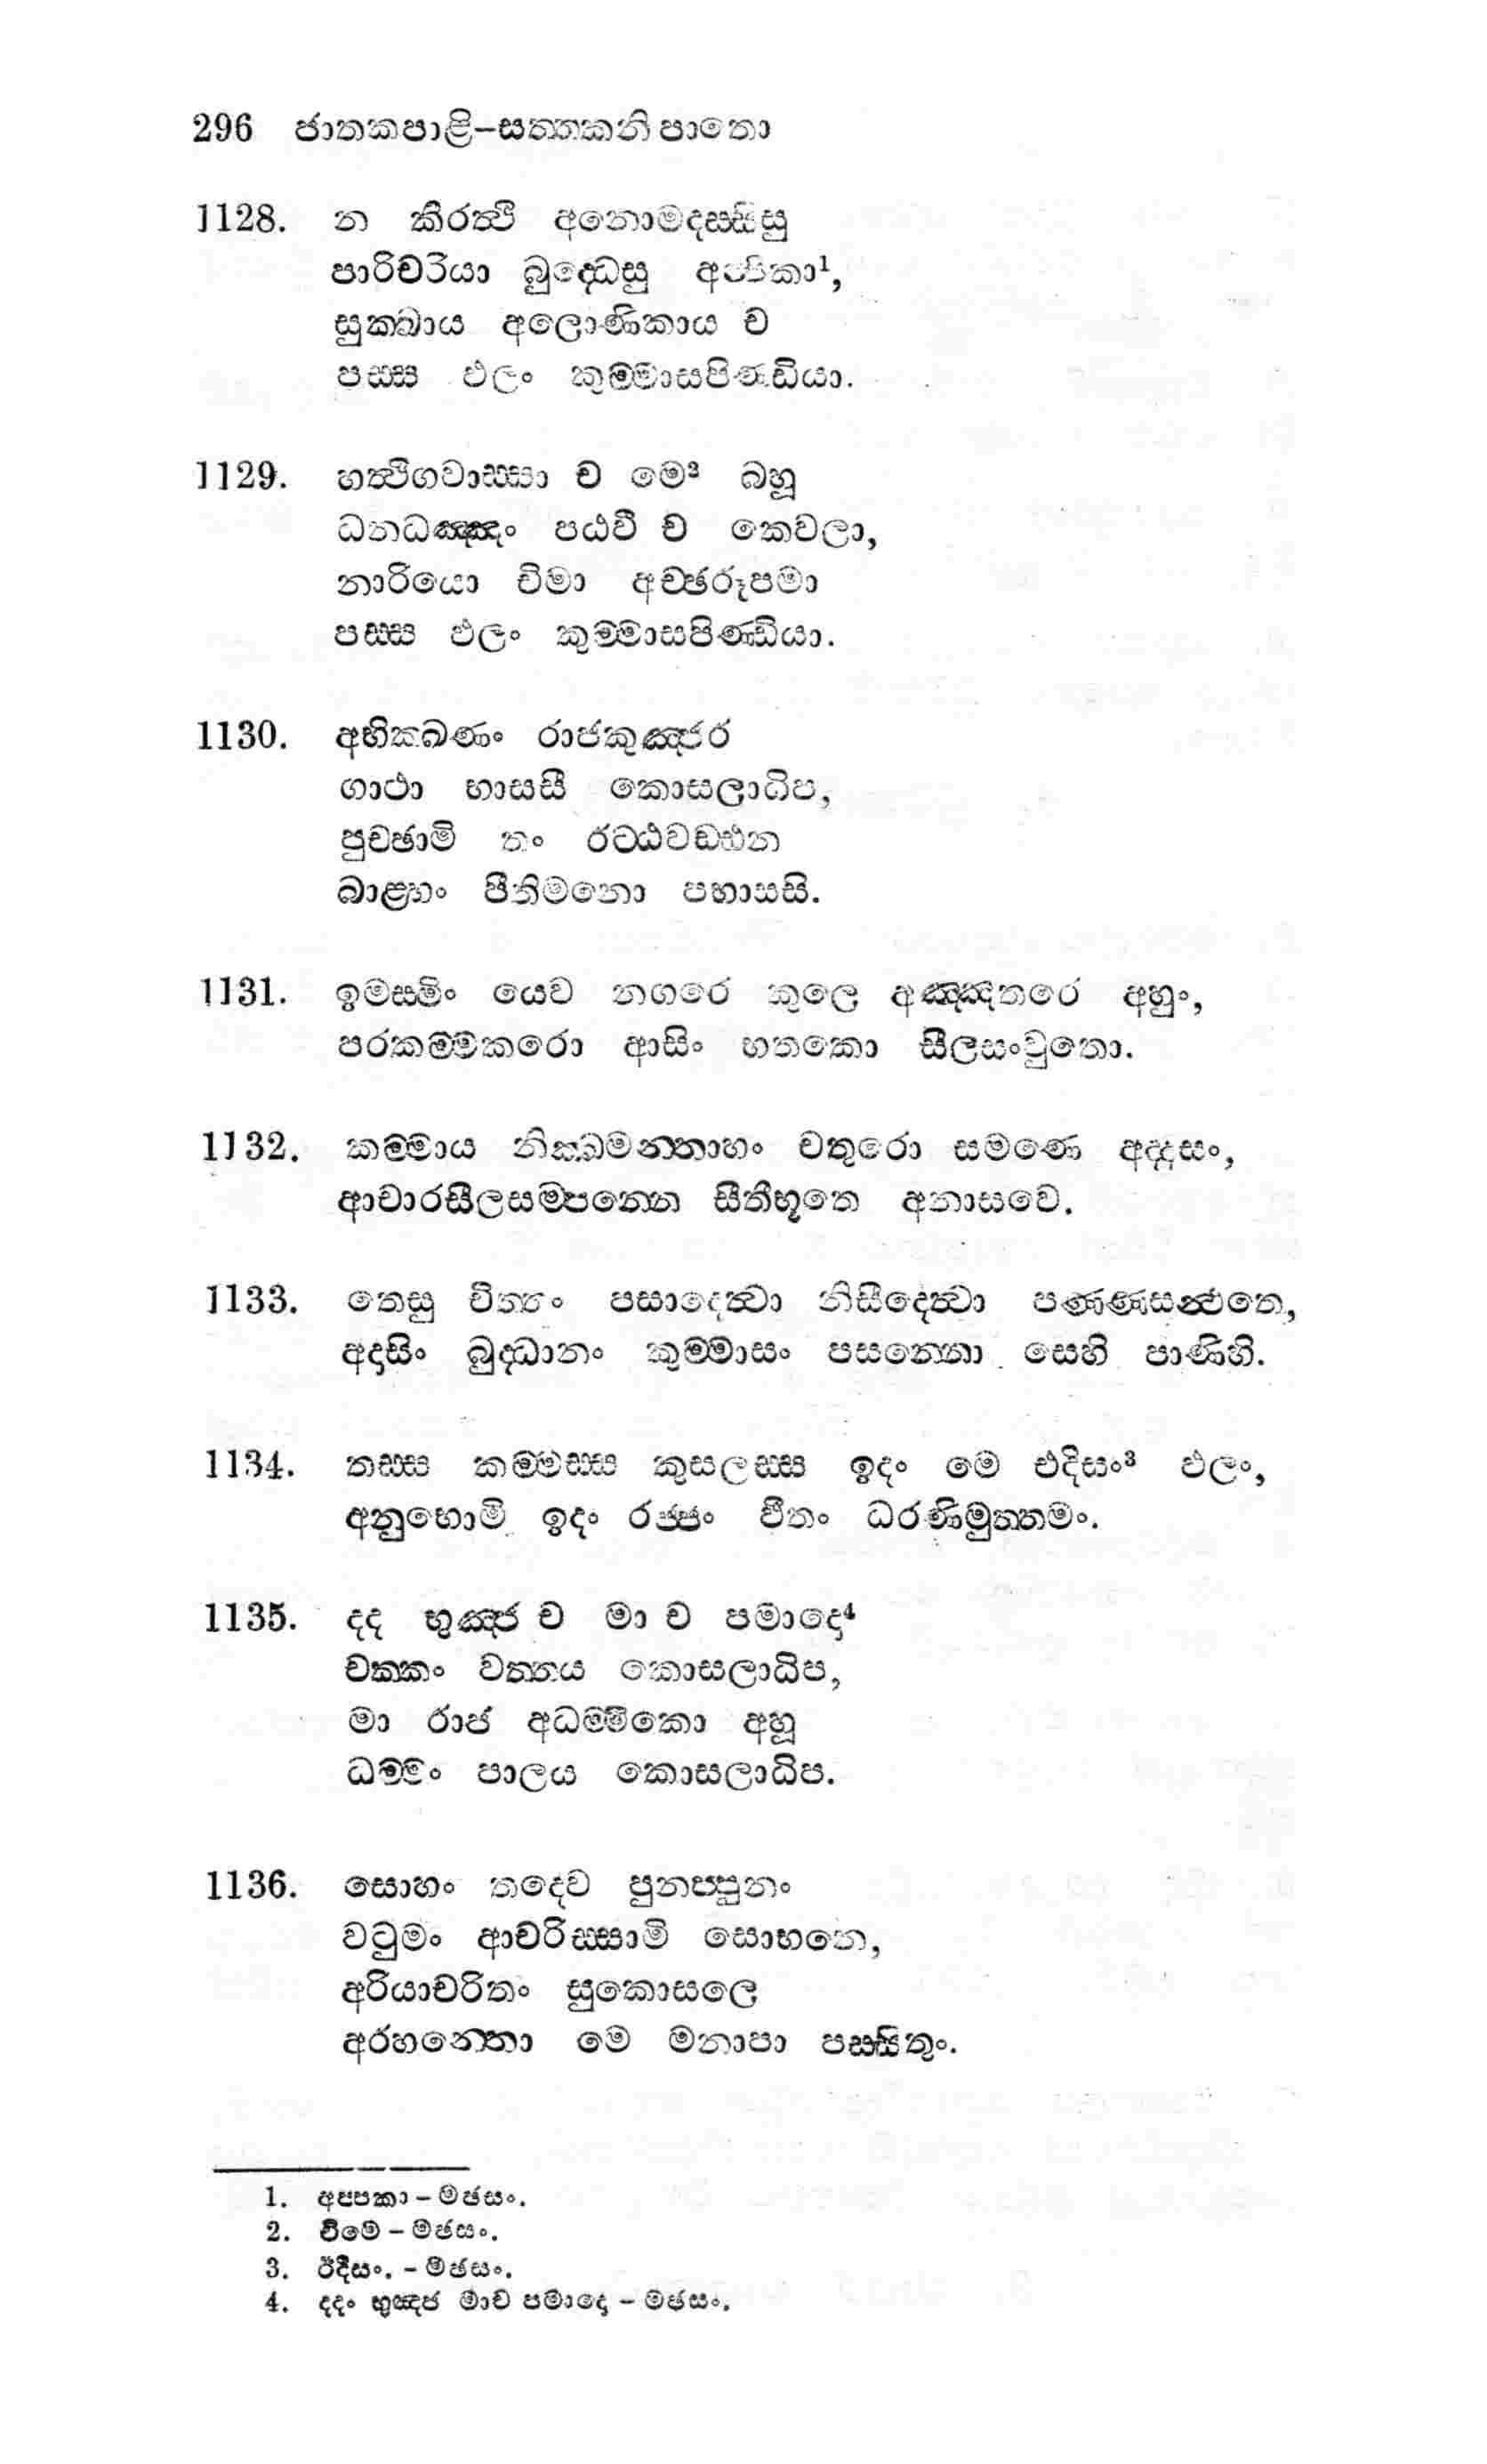 296 ජාතකපාළි-සත්තකනිපාතො
1128. න කිරත්ථි අනොමදස්සිසු
පාරිචරියා බුද්ධෙසු අප්පිකා¹,
සුක්ඛාය අලොණිකාය ච
පස්ස ඵලං කුම්මාසපිණ්ඩියා.
1129. හත්ථිගවාස්සා ච මෙ² බහූ
ධනධඤ්ඤං පඨවී ච කෙවලා,
නාරියො චිමා අච්ඡරූපමා
පස්ස ඵලං කුම්මාසපිණ්ඩියා.
1130. අභික්ඛණං රාජකුඤ්ජර
ගාථා භාසසී කොසලාධිප,
පුච්ඡාමි තං රට්ඨවඩ්ඪන
බාළ්හං පීතිමනො පභාසසි.
1131. ඉමස්මිං යෙව නගරෙ කුලෙ අඤ්ඤතරෙ අහුං,
පරකම්මකරො ආසිං භතකො සීලසංවුතො.
1132. කම්මාය නික්ඛමන්තාහං චතුරො සමණෙ අද්දසං,
ආචාරසීලසම්පන්නෙ සීතීභූතෙ අනාසවෙ.
1133. තෙසු චිත්තං පසාදෙත්වා නිසීදෙත්වා පණ්ණසන්ථතෙ,
අදාසිං බුද්ධානං කුම්මාසං පසන්නො සෙහි පාණිහි.
1134. තස්ස කම්මස්ස කුසලස්ස ඉදං මෙ එදිසං³ ඵලං,
අනුභොමි ඉදං රජ්ජං ඵීතං ධරණිමුත්තමං.
1135. දද භුඤ්ජ ච මා ච පමාදො⁴
චක්කං වත්තය කොසලාධිප,
මා රාජ අධම්මිකො අහූ
ධම්මං පාලය කොසලාධිප.
1136. සොහං තදෙව පුනප්පුනං
වටුමං ආචරිස්සාමි සොභනෙ,
අරියාචරිතං සුකොසලෙ
අරහන්තො මෙ මනාපා පස්සිතුං.
1. අප්පකා - මඡසං.
2. චිමෙ - මඡසං.
3. ඊදිසං. - මඡසං.
4. දදං භුඤ්ජ මාච පමාදො - මඡසං.